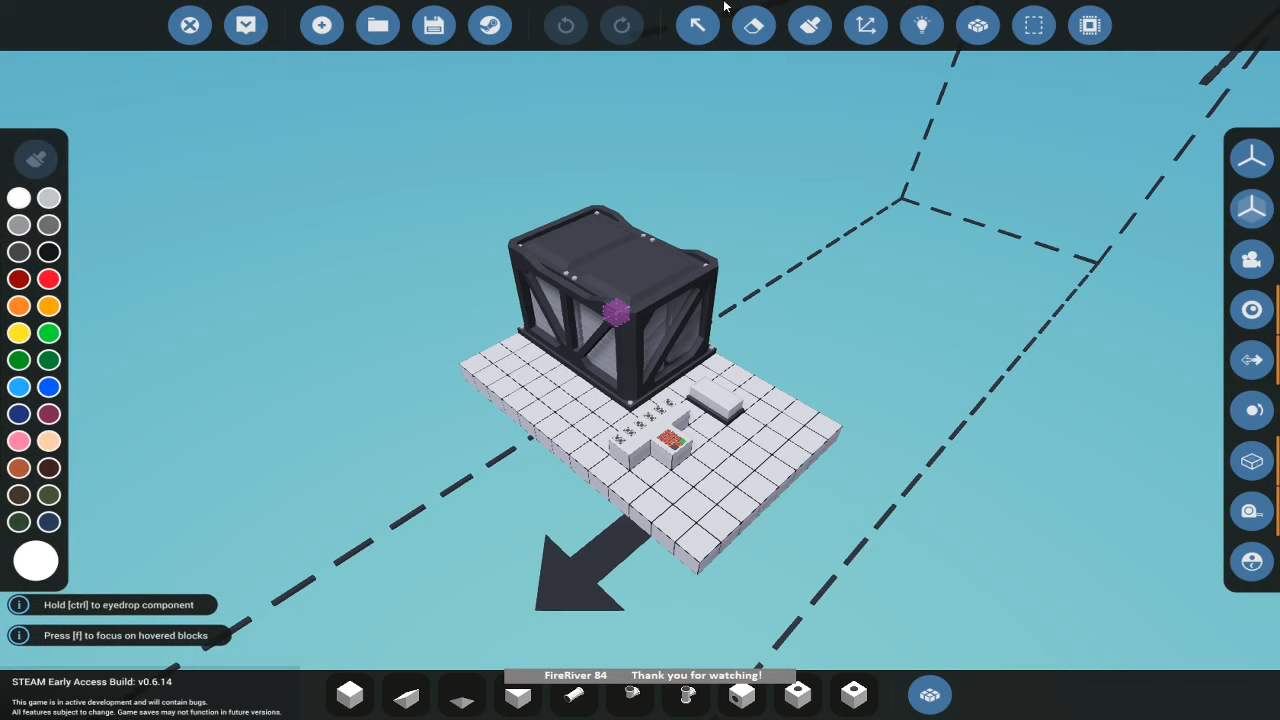 Hold [ctrl] to eyedrop component
Press [f] to focus on hovered blocks
STEAM Early Access Build: v0.6.14
This game is in active development and will contain bugs.
All features subject to change. Game saves may not function in future versions.
FireRiver 84 Thank you for watching!